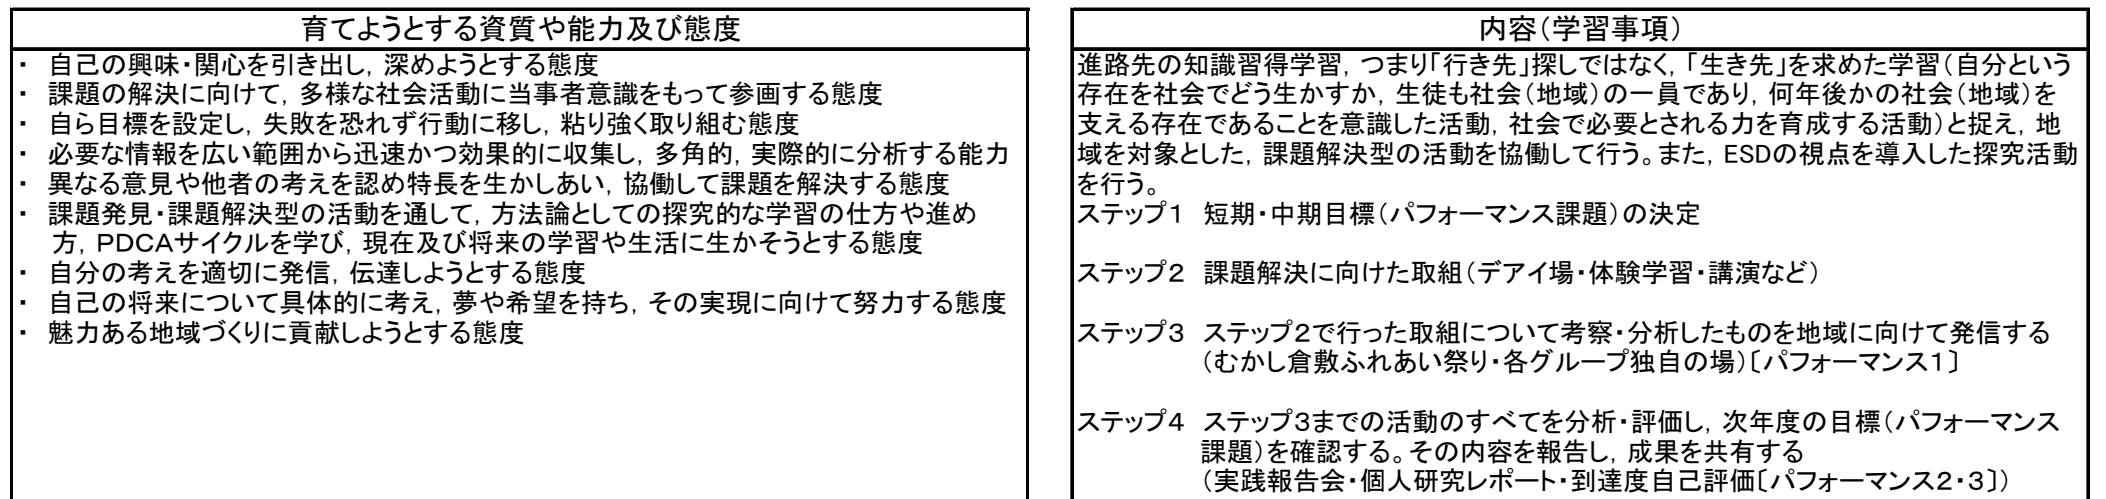 育てようとする資質や能力及び態度
・ 自己の興味・関心を引き出し，深めようとする態度
・ 課題の解決に向けて，多様な社会活動に当事者意識をもって参画する態度
・ 自ら目標を設定し，失敗を恐れず行動に移し，粘り強く取り組む態度
・ 必要な情報を広い範囲から迅速かつ効果的に収集し，多角的，実際的に分析する能力
・ 異なる意見や他者の考えを認め特長を生かしあい，協働して課題を解決する態度
・ 課題発見・課題解決型の活動を通して，方法論としての探究的な学習の仕方や進め
方，ＰＤＣＡサイクルを学び，現在及び将来の学習や生活に生かそうとする態度
・ 自分の考えを適切に発信，伝達しようとする態度
・ 自己の将来について具体的に考え，夢や希望を持ち，その実現に向けて努力する態度
・ 魅力ある地域づくりに貢献しようとする態度
内容（学習事項）
進路先の知識習得学習，つまり「行き先」探しではなく，「生き先」を求めた学習（自分という
存在を社会でどう生かすか，生徒も社会（地域）の一員であり，何年後かの社会（地域）を
支える存在であることを意識した活動，社会で必要とされる力を育成する活動）と捉え，地
域を対象とした，課題解決型の活動を協働して行う。また，ESDの視点を導入した探究活動
を行う。
ステップ１ 短期・中期目標（パフォーマンス課題）の決定
ステップ２ 課題解決に向けた取組（デアイ場・体験学習・講演など）
ステップ３ ステップ２で行った取組について考察・分析したものを地域に向けて発信する
（むかし倉敷ふれあい祭り・各グループ独自の場）〔パフォーマンス１〕
ステップ４ ステップ３までの活動のすべてを分析・評価し，次年度の目標（パフォーマンス
課題）を確認する。その内容を報告し，成果を共有する
（実践報告会・個人研究レポート・到達度自己評価〔パフォーマンス２・３〕）